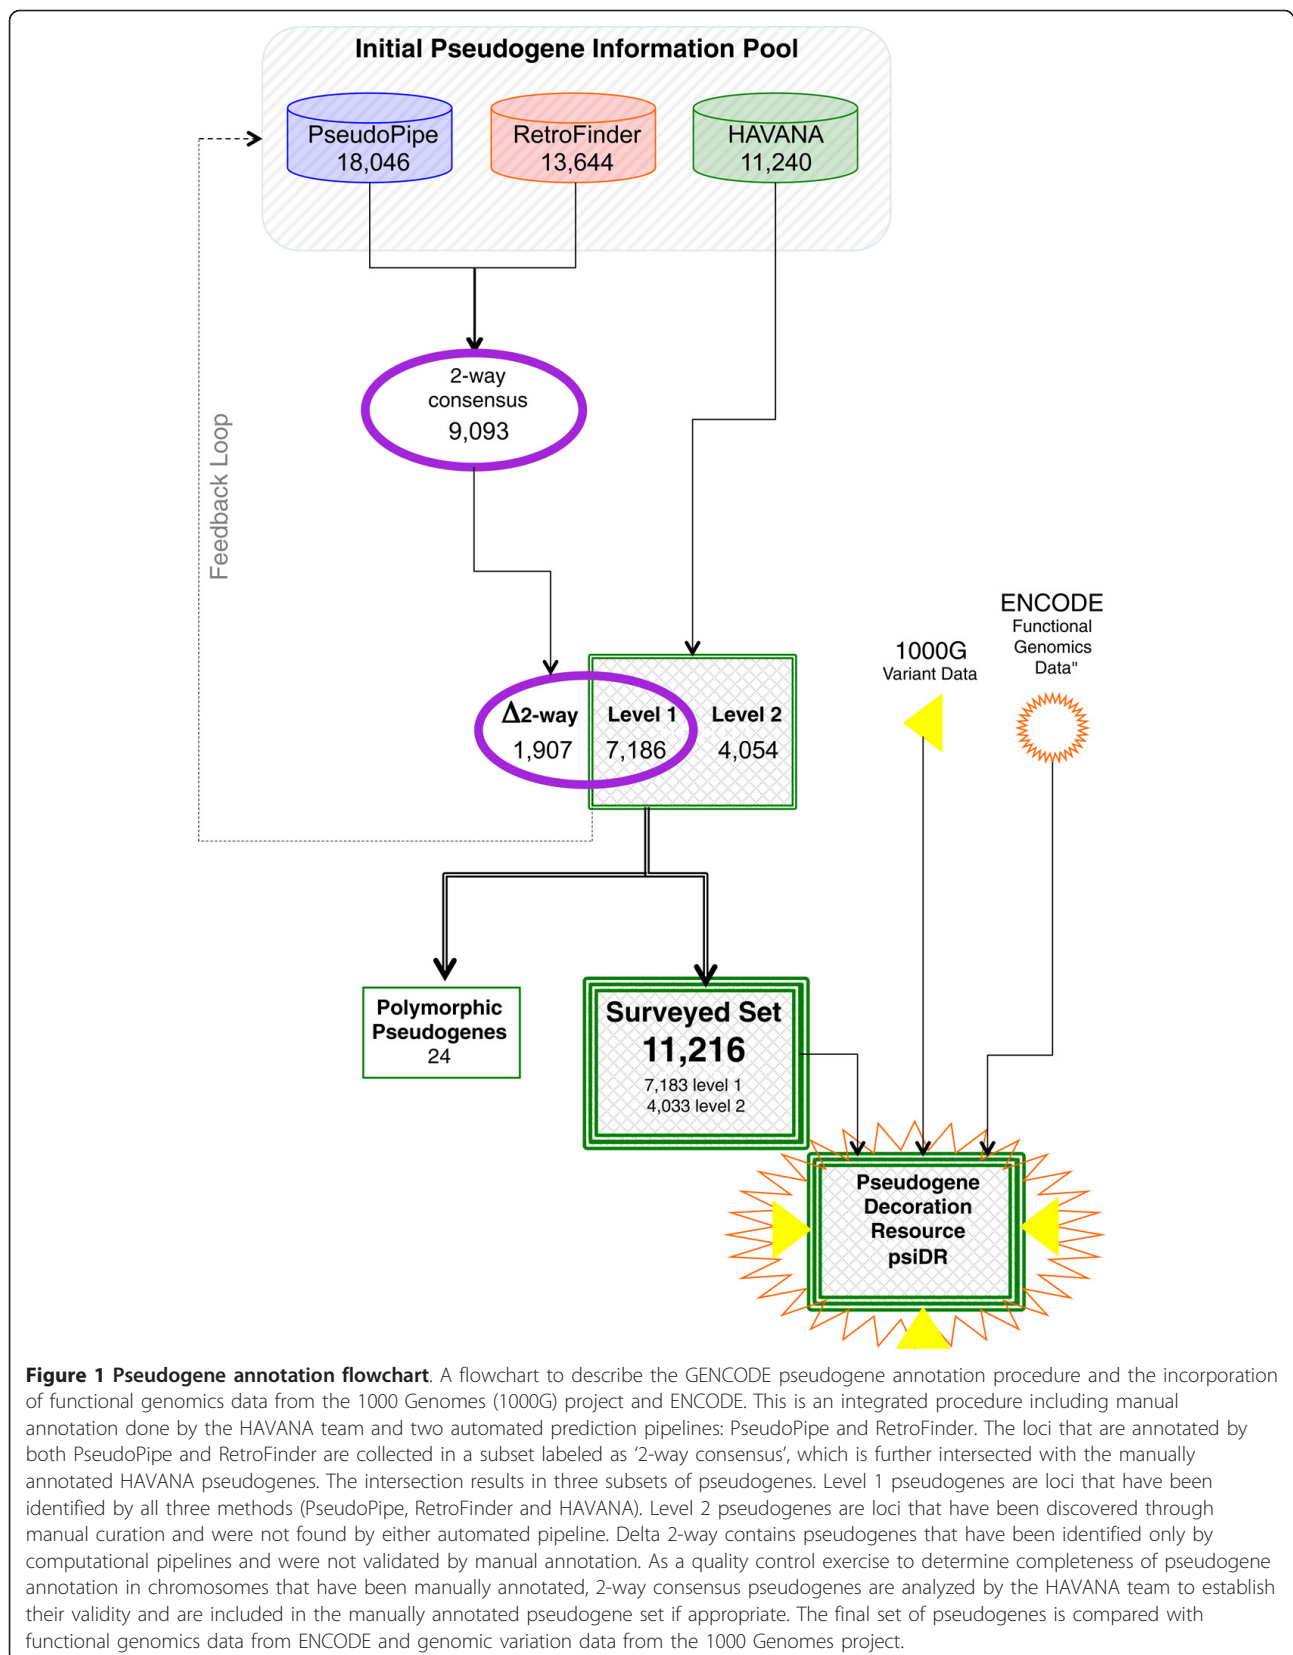 Initial Pseudogene Information Pool
PseudoPipe
18,046
RetroFinder
13,644
HAVANA
11,240
2-way
consensus
9,093
Feedback Loop
Δ2-way
1,907
Level 1
7,186
Level 2
4,054
1000G
Variant Data
ENCODE
Functional
Genomics
Data"
Polymorphic
Pseudogenes
24
Surveyed Set
11,216
7,183 level 1
4,033 level 2
Pseudogene
Decoration
Resource
psiDR
Figure 1 Pseudogene annotation flowchart. A flowchart to describe the GENCODE pseudogene annotation procedure and the incorporation
of functional genomics data from the 1000 Genomes (1000G) project and ENCODE. This is an integrated procedure including manual
annotation done by the HAVANA team and two automated prediction pipelines: PseudoPipe and RetroFinder. The loci that are annotated by
both PseudoPipe and RetroFinder are collected in a subset labeled as ‘2-way consensus’, which is further intersected with the manually
annotated HAVANA pseudogenes. The intersection results in three subsets of pseudogenes. Level 1 pseudogenes are loci that have been
identified by all three methods (PseudoPipe, RetroFinder and HAVANA). Level 2 pseudogenes are loci that have been discovered through
manual curation and were not found by either automated pipeline. Delta 2-way contains pseudogenes that have been identified only by
computational pipelines and were not validated by manual annotation. As a quality control exercise to determine completeness of pseudogene
annotation in chromosomes that have been manually annotated, 2-way consensus pseudogenes are analyzed by the HAVANA team to establish
their validity and are included in the manually annotated pseudogene set if appropriate. The final set of pseudogenes is compared with
functional genomics data from ENCODE and genomic variation data from the 1000 Genomes project.